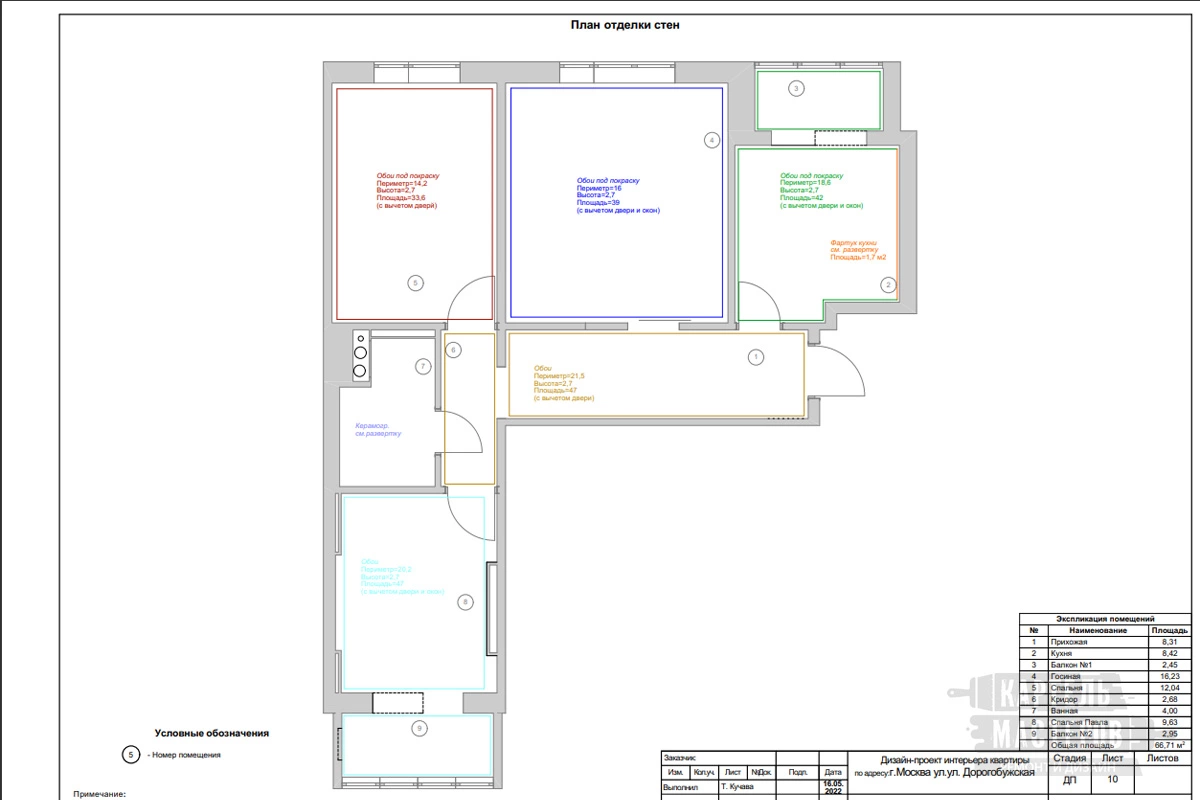 План отделки стен
3
4
Обои под покраску
Периметр=14,2
Высота=2,7
Площадь=33,6
(с вычетом дверй)
Обои под покраску
Периметр=16
Высота=2,7
Площадь=39
(с вычетом двери и окон)
Обои под покраску
Периметр=18,6
Высота=2,7
Площадь=42
(с вычетом двери и окон)
Фартук кухни
см. развертку
Площадь=1,7 м2
5
2
6
7
1
Обои
Периметр=21,5
Высота=2,7
Площадь=47
(с вычетом двери)
Керамогр.
см.развертку
Обои
Периметр=20,2
Высота=2,7
Площадь=47
(с вычетом двери и окон)
8
9
Условные обозначения
5 - Номер помещения
Примечание:
Экспликация помещений
№ Наименование Площадь
1 Прихожая 8,31
2 Кухня 8,42
3 Балкон №1 2,45
4 Госиная 16,23
5 Спальня 12,04
6 Кридор 2,68
7 Ванная 4,00
8 Спальня Павла 9,63
9 Балкон №2 2,95
Общая площадь 66,71 м²
КАРТЕЛЬ
МАСТЕРОВ
Заказчик:
Изм. Кол.уч. Лист №Док. Подп. Дата
Выполнил Т. Кучава 16.05.
2022
Дизайн-проект интерьера квартиры
по адресу:г.Москва ул.ул. Дорогобужская
Стадия Лист Листов
ДП 10